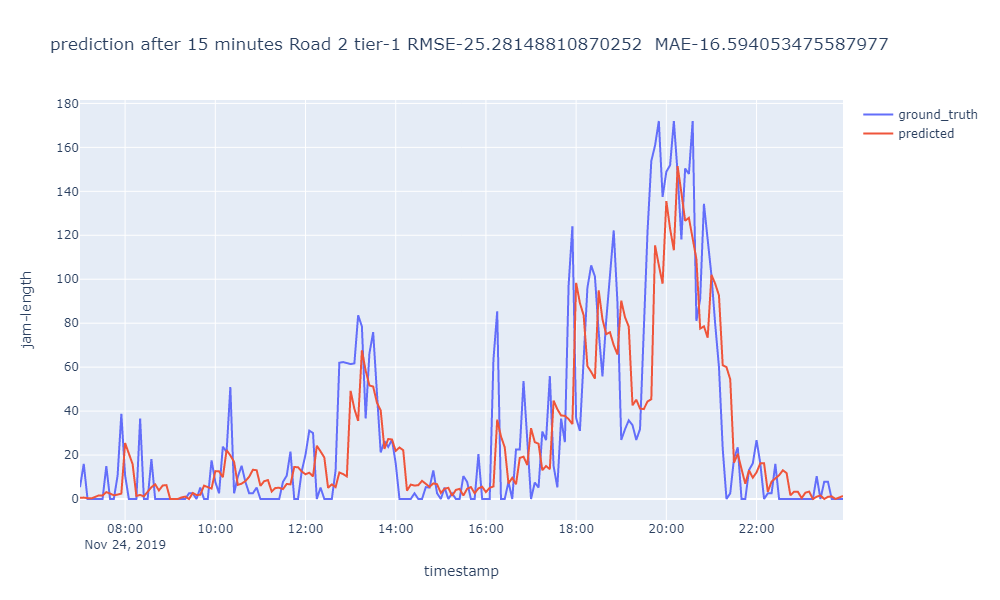 prediction after 15 minutes Road 2 tier-1 RMSE-25.28148810870252  MAE-16.594053475587977
ground_truth
predicted
180
160
140
120
100
80
60
40
20
0
jam-length
08:00 10:00 12:00 14:00 16:00 18:00 20:00 22:00
Nov 24, 2019
timestamp